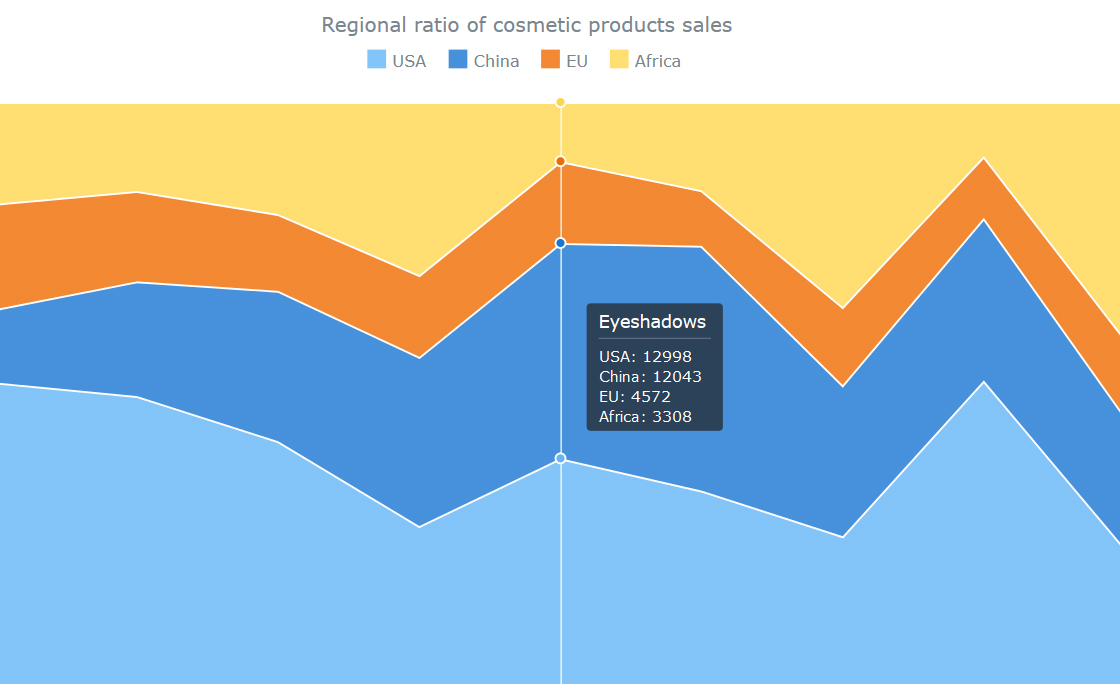 Regional ratio of cosmetic products sales
USA China EU Africa
Eyeshadows
USA: 12998
China: 12043
EU: 4572
Africa: 3308